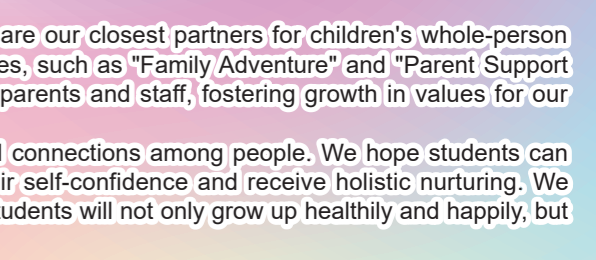 are our closest partners for children's whole-person
es, such as "Family Adventure" and "Parent Support
parents and staff, fostering growth in values for our
connections among people. We hope students can
ir self-confidence and receive holistic nurturing. We
tudents will not only grow up healthily and happily, but